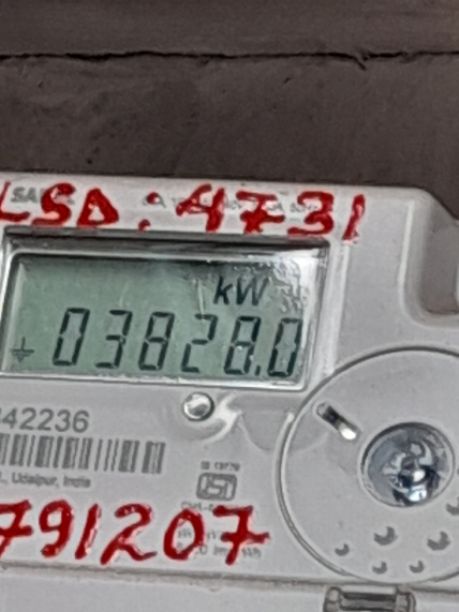 LSD: 4731
kW
03828.0
42236
Udaipur, India
791207